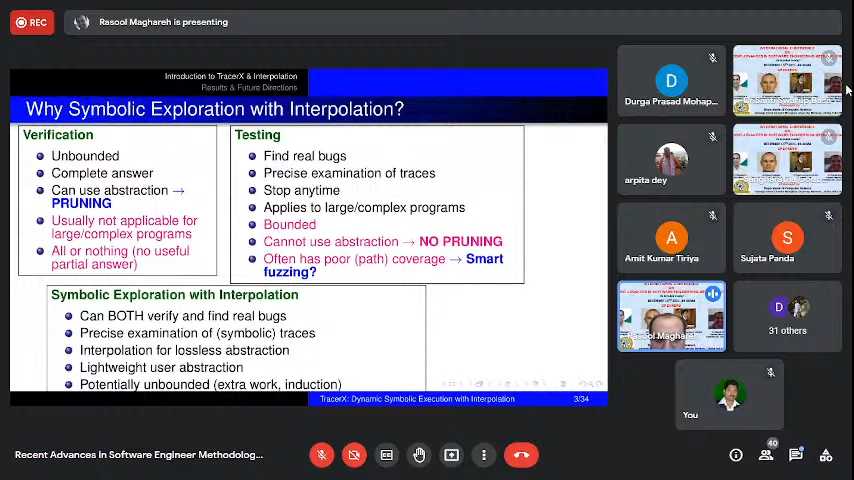 REC
Rasool Maghareh is presenting
Introduction to TracerX & Interpolation
Results & Future Directions
Why Symbolic Exploration with Interpolation?
Verification
Unbounded
Complete answer
Can use abstraction →
PRUNING
Usually not applicable for
large/complex programs
All or nothing (no useful
partial answer)
Testing
Find real bugs
Precise examination of traces
Stop anytime
Applies to large/complex programs
Bounded
Cannot use abstraction → NO PRUNING
Often has poor (path) coverage → Smart
fuzzing?
Symbolic Exploration with Interpolation
Can BOTH verify and find real bugs
Precise examination of (symbolic) traces
Interpolation for lossless abstraction
Lightweight user abstraction
Potentially unbounded (extra work, induction)
TracerX: Dynamic Symbolic Execution with Interpolation
3/34
D
Durga Prasad Mohap...
arpita dey
A
Amit Kumar Tiriya
S
Sujata Panda
Rasool Maghareh
D
31 others
You
Recent Advances in Software Engineer Methodolog...
40